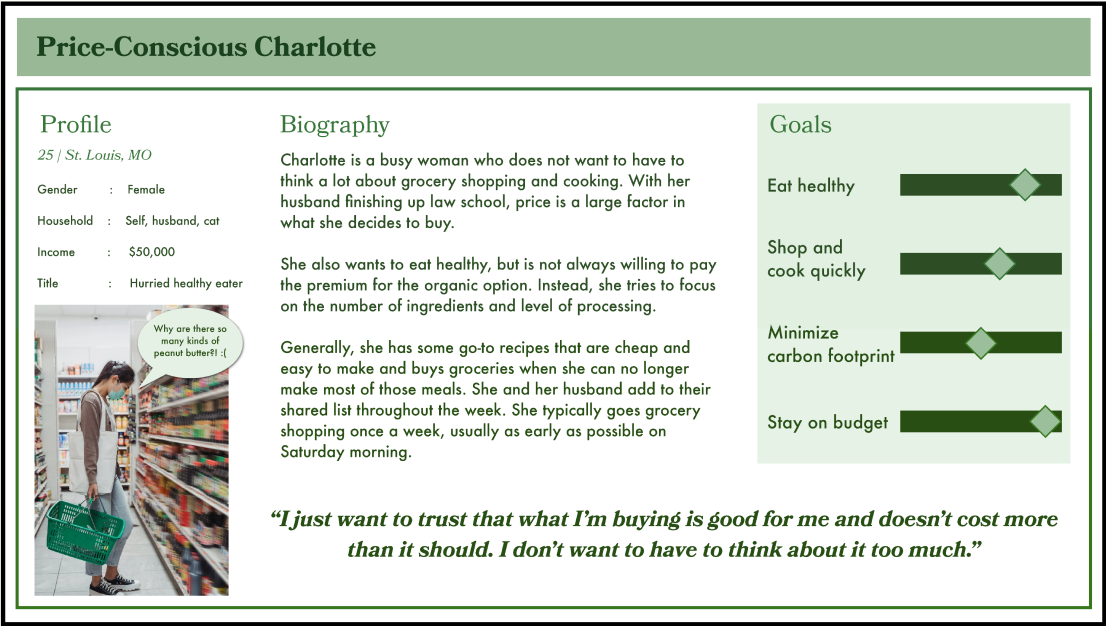 Price-Conscious Charlotte
Profile
25 | St. Louis, MO
Gender : Female
Household : Self, husband, cat
Income : $50,000
Title : Hurried healthy eater
Why are there so
many kinds of
peanut butter?! :(
Biography
Charlotte is a busy woman who does not want to have to
think a lot about grocery shopping and cooking. With her
husband finishing up law school, price is a large factor in
what she decides to buy.
She also wants to eat healthy, but is not always willing to pay
the premium for the organic option. Instead, she tries to focus
on the number of ingredients and level of processing.
Generally, she has some go-to recipes that are cheap and
easy to make and buys groceries when she can no longer
make most of those meals. She and her husband add to their
shared list throughout the week. She typically goes grocery
shopping once a week, usually as early as possible on
Saturday morning.
Goals
Eat healthy
Shop and
cook quickly
Minimize
carbon footprint
Stay on budget
“I just want to trust that what I’m buying is good for me and doesn’t cost more
than it should. I don’t want to have to think about it too much.”